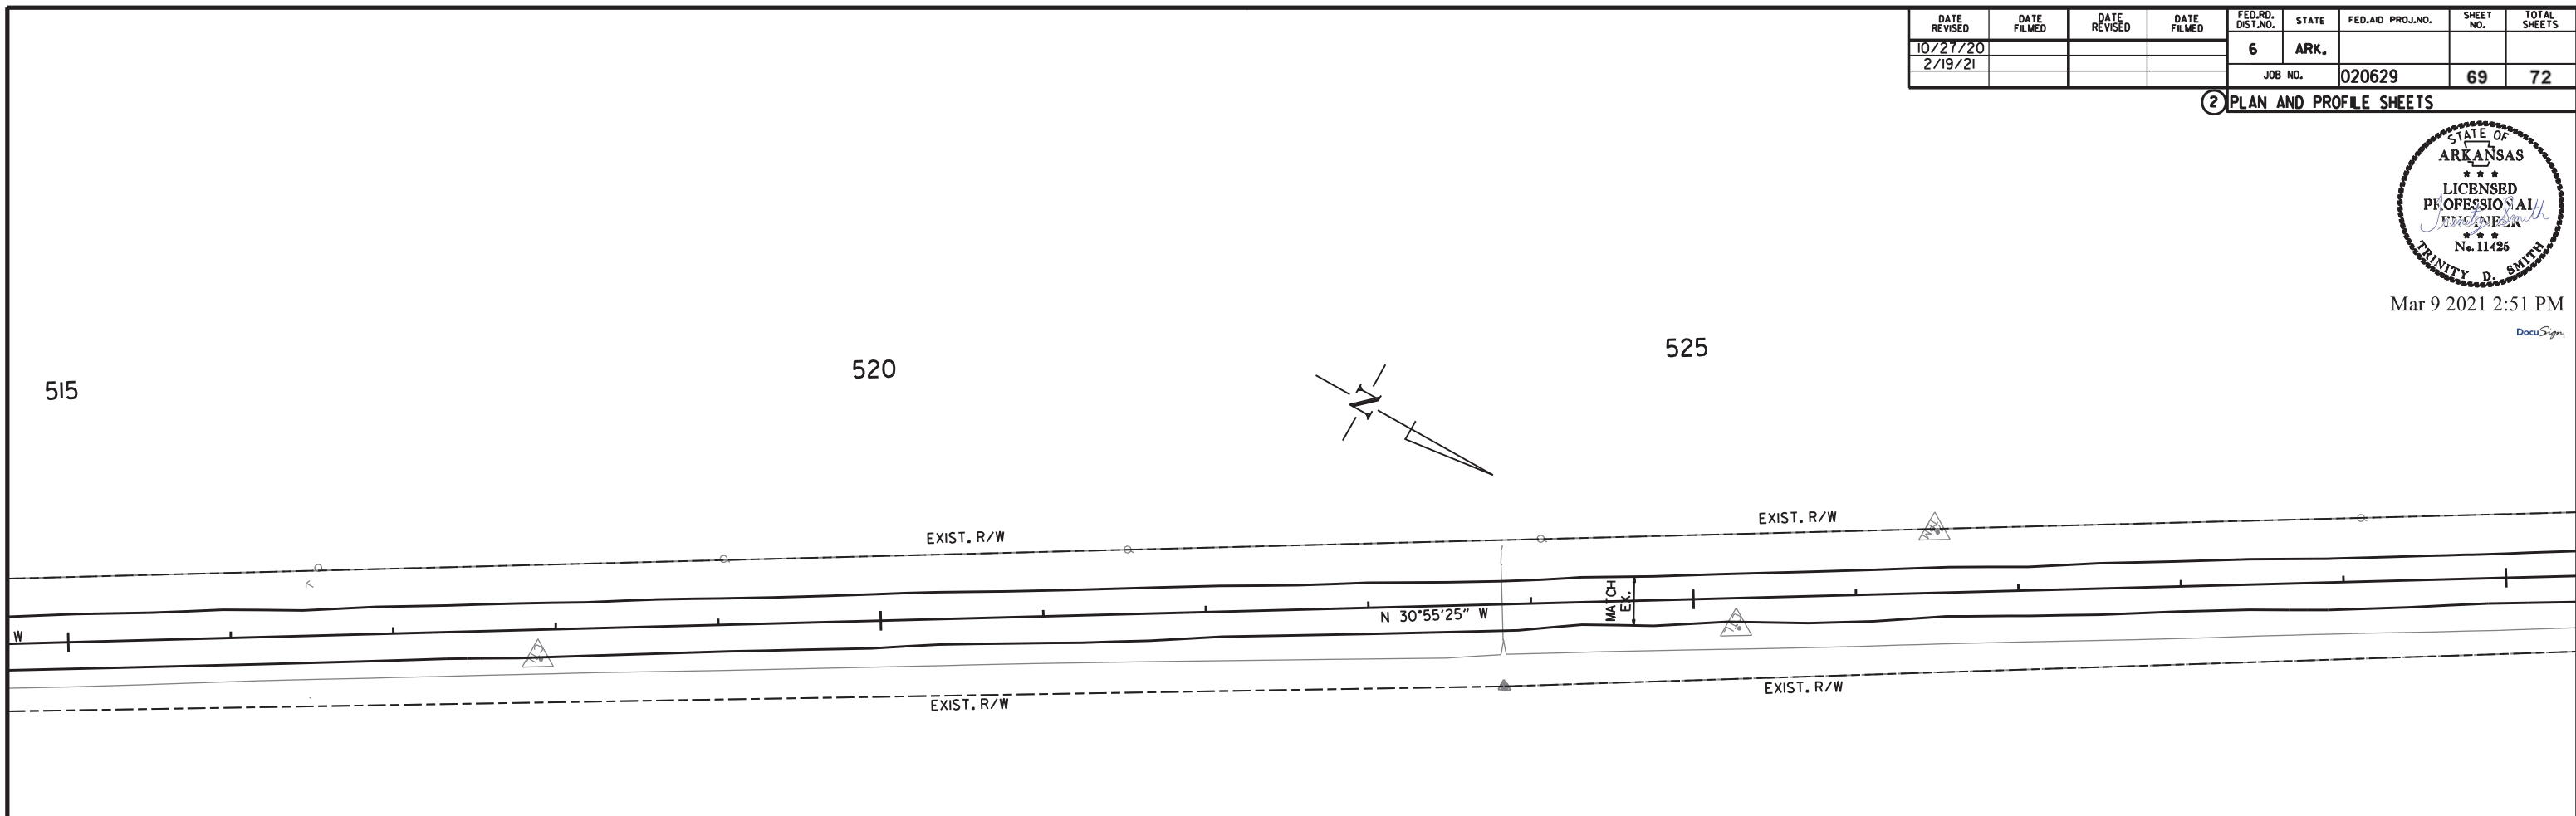 DATE REVISED DATE FILMED DATE REVISED DATE FILMED FED.RD. DIST.NO. STATE FED.AID PROJ.NO. SHEET NO. TOTAL SHEETS
10/27/20 6 ARK.
2/19/21
JOB NO. 020629 69 72
2 PLAN AND PROFILE SHEETS
STATE OF
ARKANSAS
★ ★ ★
LICENSED
PROFESSIONAL
ENGINEER
★ ★ ★
No. 11425
TRINITY D. SMITH
Trinity Smith
Mar 9 2021 2:51 PM
DocuSign
515
520
525
N
EXIST. R/W
EXIST. R/W
MATCH
EX.
N 30°55'25" W
W
EXIST. R/W
EXIST. R/W